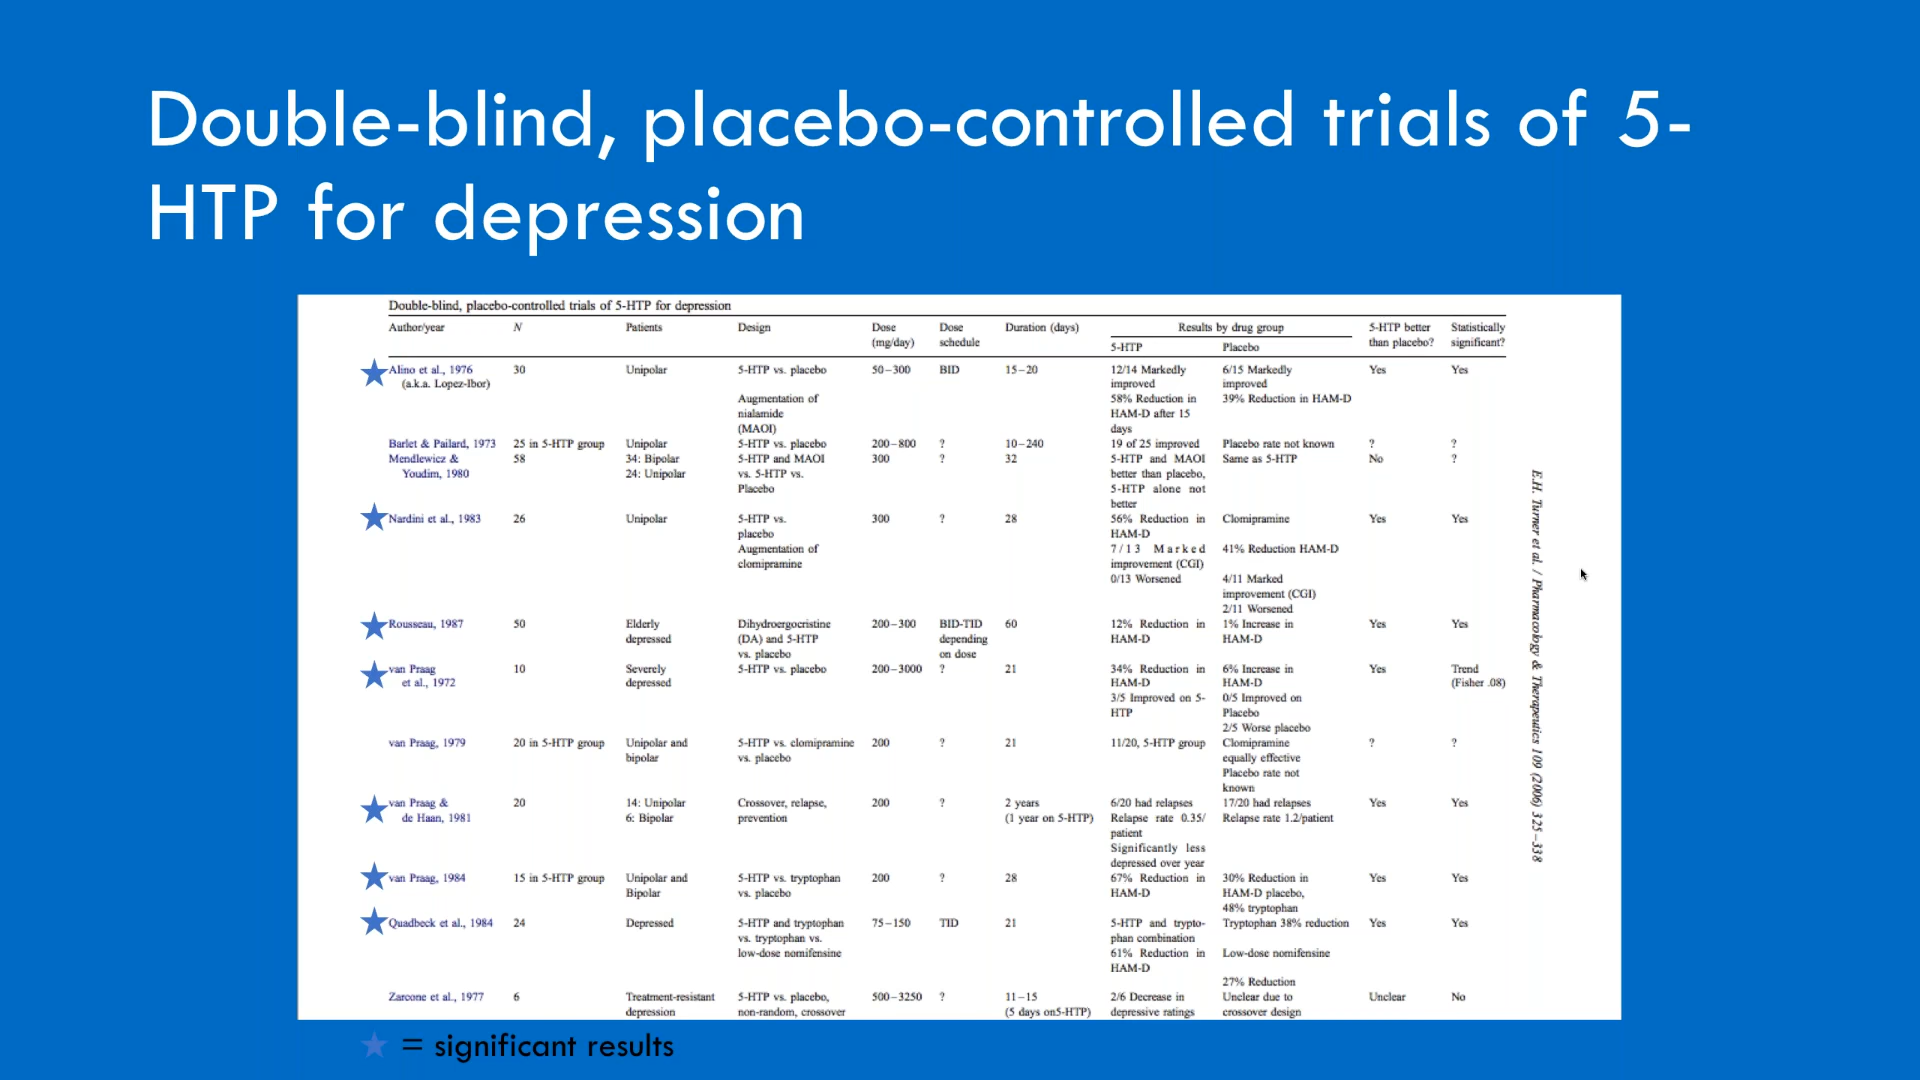 Double-blind, placebo-controlled trials of 5-
HTP for depression
Double-blind, placebo-controlled trials of 5-HTP for depression
Author/year N Patients Design Dose (mg/day) Dose schedule Duration (days) Results by drug group 5-HTP better than placebo? Statistically significant?
5-HTP Placebo
Alino et al., 1976 (a.k.a. Lopez-Ibor) 30 Unipolar 5-HTP vs. placebo Augmentation of nialamide (MAOI) 50–300 BID 15–20 12/14 Markedly improved 58% Reduction in HAM-D after 15 days 6/15 Markedly improved 39% Reduction in HAM-D Yes Yes
Barlet & Pailard, 1973 25 in 5-HTP group Unipolar 5-HTP vs. placebo 200–800 ? 10–240 19 of 25 improved Placebo rate not known ? ?
Mendlewicz & Youdim, 1980 58 34: Bipolar 24: Unipolar 5-HTP and MAOI vs. 5-HTP vs. Placebo 300 ? 32 5-HTP and MAOI better than placebo, 5-HTP alone not better Same as 5-HTP No ?
Nardini et al., 1983 26 Unipolar 5-HTP vs. placebo Augmentation of clomipramine 300 ? 28 56% Reduction in HAM-D 7/13 Marked improvement (CGI) 0/13 Worsened Clomipramine 41% Reduction HAM-D 4/11 Marked improvement (CGI) 2/11 Worsened Yes Yes
Rousseau, 1987 50 Elderly depressed Dihydroergocristine (DA) and 5-HTP vs. placebo 200–300 BID-TID depending on dose 60 12% Reduction in HAM-D 1% Increase in HAM-D Yes Yes
van Praag et al., 1972 10 Severely depressed 5-HTP vs. placebo 200–3000 ? 21 34% Reduction in HAM-D 3/5 Improved on 5-HTP 6% Increase in HAM-D 0/5 Improved on Placebo 2/5 Worse placebo Yes Trend (Fisher .08)
van Praag, 1979 20 in 5-HTP group Unipolar and bipolar 5-HTP vs. clomipramine vs. placebo 200 ? 21 11/20, 5-HTP group Clomipramine equally effective Placebo rate not known ? ?
van Praag & de Haan, 1981 20 14: Unipolar 6: Bipolar Crossover, relapse, prevention 200 ? 2 years (1 year on 5-HTP) 6/20 had relapses Relapse rate 0.35/ patient Significantly less depressed over year 17/20 had relapses Relapse rate 1.2/patient Yes Yes
van Praag, 1984 15 in 5-HTP group Unipolar and Bipolar 5-HTP vs. tryptophan vs. placebo 200 ? 28 67% Reduction in HAM-D 30% Reduction in HAM-D placebo, 48% tryptophan Yes Yes
Quadbeck et al., 1984 24 Depressed 5-HTP and tryptophan vs. tryptophan vs. low-dose nomifensine 75–150 TID 21 5-HTP and trypto-phan combination 61% Reduction in HAM-D Tryptophan 38% reduction Low-dose nomifensine 27% Reduction Yes Yes
Zarcone et al., 1977 6 Treatment-resistant depression 5-HTP vs. placebo, non-random, crossover 500–3250 ? 11–15 (5 days on5-HTP) 2/6 Decrease in depressive ratings Unclear due to crossover design Unclear No
E.H. Turner et al. / Pharmacology & Therapeutics 109 (2006) 325–338
= significant results